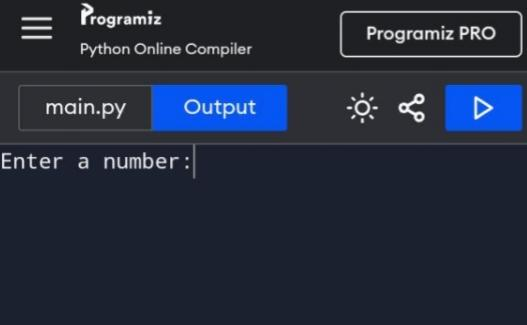 Programiz
Python Online Compiler
Programiz PRO
main.py
Output
Enter a number: